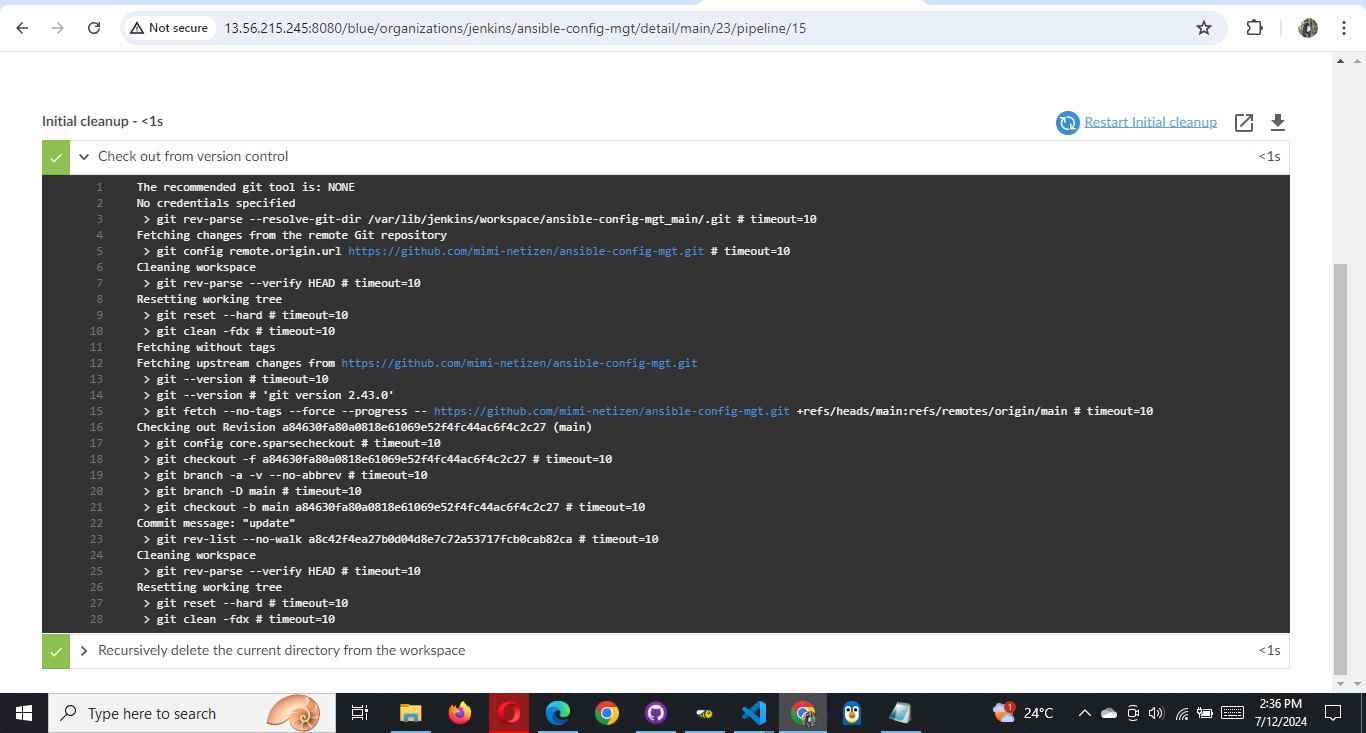 Not secure 13.56.215.245:8080/blue/organizations/jenkins/ansible-config-mgt/detail/main/23/pipeline/15
Initial cleanup - <1s
Restart Initial cleanup
Check out from version control <1s
1 The recommended git tool is: NONE
2 No credentials specified
3 > git rev-parse --resolve-git-dir /var/lib/jenkins/workspace/ansible-config-mgt_main/.git # timeout=10
4 Fetching changes from the remote Git repository
5 > git config remote.origin.url https://github.com/mimi-netizen/ansible-config-mgt.git # timeout=10
6 Cleaning workspace
7 > git rev-parse --verify HEAD # timeout=10
8 Resetting working tree
9 > git reset --hard # timeout=10
10 > git clean -fdx # timeout=10
11 Fetching without tags
12 Fetching upstream changes from https://github.com/mimi-netizen/ansible-config-mgt.git
13 > git --version # timeout=10
14 > git --version # 'git version 2.43.0'
15 > git fetch --no-tags --force --progress -- https://github.com/mimi-netizen/ansible-config-mgt.git +refs/heads/main:refs/remotes/origin/main # timeout=10
16 Checking out Revision a84630fa80a0818e61069e52f4fc44ac6f4c2c27 (main)
17 > git config core.sparsecheckout # timeout=10
18 > git checkout -f a84630fa80a0818e61069e52f4fc44ac6f4c2c27 # timeout=10
19 > git branch -a -v --no-abbrev # timeout=10
20 > git branch -D main # timeout=10
21 > git checkout -b main a84630fa80a0818e61069e52f4fc44ac6f4c2c27 # timeout=10
22 Commit message: "update"
23 > git rev-list --no-walk a8c42f4ea27b0d04d8e7c72a53717fcb0cab82ca # timeout=10
24 Cleaning workspace
25 > git rev-parse --verify HEAD # timeout=10
26 Resetting working tree
27 > git reset --hard # timeout=10
28 > git clean -fdx # timeout=10
Recursively delete the current directory from the workspace <1s
Type here to search
1
24°C
2:36 PM
7/12/2024